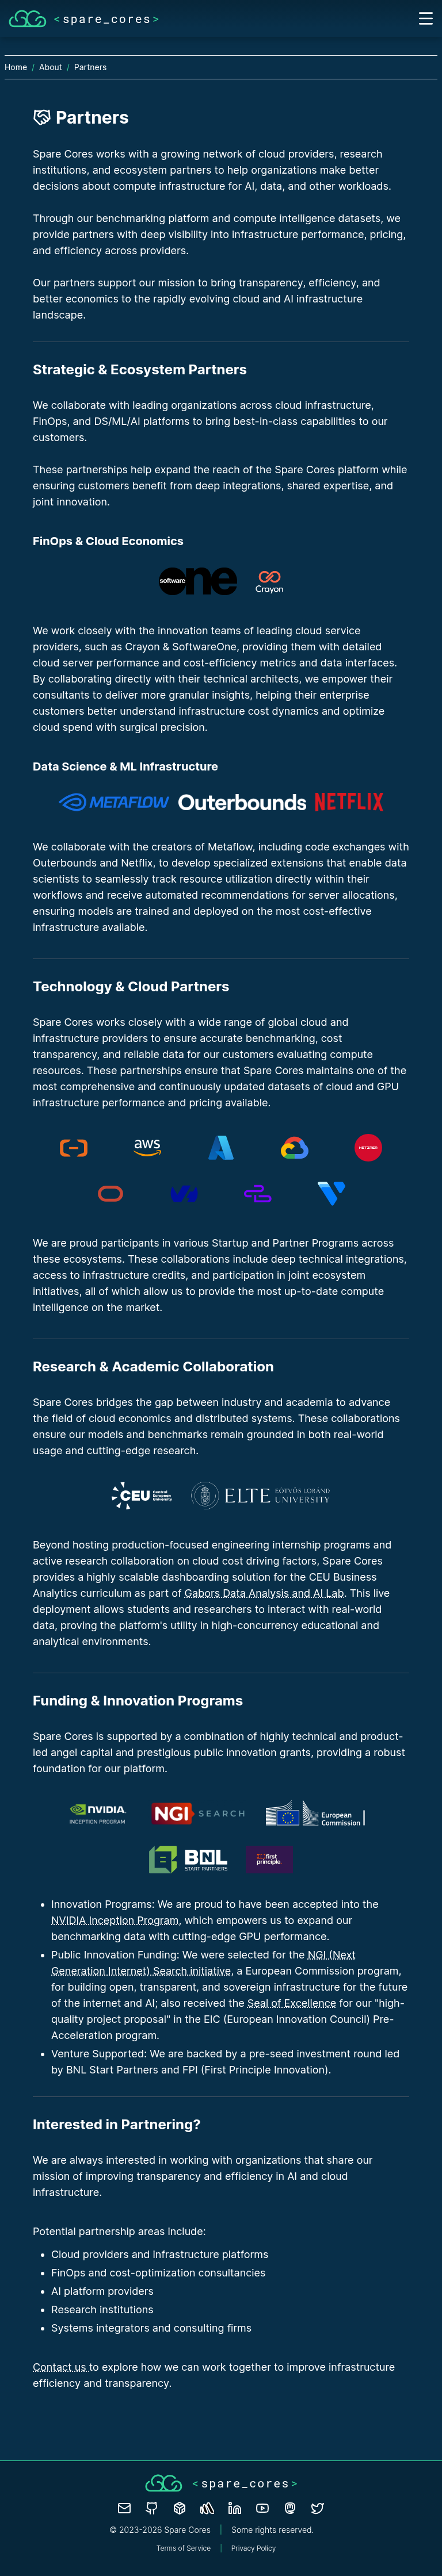 <spare_cores>
Home / About / Partners
Partners
Spare Cores works with a growing network of cloud providers, research
institutions, and ecosystem partners to help organizations make better
decisions about compute infrastructure for AI, data, and other workloads.
Through our benchmarking platform and compute intelligence datasets, we
provide partners with deep visibility into infrastructure performance, pricing,
and efficiency across providers.
Our partners support our mission to bring transparency, efficiency, and
better economics to the rapidly evolving cloud and AI infrastructure
landscape.
Strategic & Ecosystem Partners
We collaborate with leading organizations across cloud infrastructure,
FinOps, and DS/ML/AI platforms to bring best-in-class capabilities to our
customers.
These partnerships help expand the reach of the Spare Cores platform while
ensuring customers benefit from deep integrations, shared expertise, and
joint innovation.
FinOps & Cloud Economics
software one Crayon
We work closely with the innovation teams of leading cloud service
providers, such as Crayon & SoftwareOne, providing them with detailed
cloud server performance and cost-efficiency metrics and data interfaces.
By collaborating directly with their technical architects, we empower their
consultants to deliver more granular insights, helping their enterprise
customers better understand infrastructure cost dynamics and optimize
cloud spend with surgical precision.
Data Science & ML Infrastructure
METAFLOW Outerbounds NETFLIX
We collaborate with the creators of Metaflow, including code exchanges with
Outerbounds and Netflix, to develop specialized extensions that enable data
scientists to seamlessly track resource utilization directly within their
workflows and receive automated recommendations for server allocations,
ensuring models are trained and deployed on the most cost-effective
infrastructure available.
Technology & Cloud Partners
Spare Cores works closely with a wide range of global cloud and
infrastructure providers to ensure accurate benchmarking, cost
transparency, and reliable data for our customers evaluating compute
resources. These partnerships ensure that Spare Cores maintains one of the
most comprehensive and continuously updated datasets of cloud and GPU
infrastructure performance and pricing available.
aws HETZNER
We are proud participants in various Startup and Partner Programs across
these ecosystems. These collaborations include deep technical integrations,
access to infrastructure credits, and participation in joint ecosystem
initiatives, all of which allow us to provide the most up-to-date compute
intelligence on the market.
Research & Academic Collaboration
Spare Cores bridges the gap between industry and academia to advance
the field of cloud economics and distributed systems. These collaborations
ensure our models and benchmarks remain grounded in both real-world
usage and cutting-edge research.
CEU Central European University ELTE EÖTVÖS LORÁND UNIVERSITY
Beyond hosting production-focused engineering internship programs and
active research collaboration on cloud cost driving factors, Spare Cores
provides a highly scalable dashboarding solution for the CEU Business
Analytics curriculum as part of Gabors Data Analysis and AI Lab. This live
deployment allows students and researchers to interact with real-world
data, proving the platform's utility in high-concurrency educational and
analytical environments.
Funding & Innovation Programs
Spare Cores is supported by a combination of highly technical and product-
led angel capital and prestigious public innovation grants, providing a robust
foundation for our platform.
NVIDIA. INCEPTION PROGRAM NGI SEARCH European Commission
BNL START PARTNERS first principle.
• Innovation Programs: We are proud to have been accepted into the
NVIDIA Inception Program, which empowers us to expand our
benchmarking data with cutting-edge GPU performance.
• Public Innovation Funding: We were selected for the NGI (Next
Generation Internet) Search initiative, a European Commission program,
for building open, transparent, and sovereign infrastructure for the future
of the internet and AI; also received the Seal of Excellence for our "high-
quality project proposal" in the EIC (European Innovation Council) Pre-
Acceleration program.
• Venture Supported: We are backed by a pre-seed investment round led
by BNL Start Partners and FPI (First Principle Innovation).
Interested in Partnering?
We are always interested in working with organizations that share our
mission of improving transparency and efficiency in AI and cloud
infrastructure.
Potential partnership areas include:
• Cloud providers and infrastructure platforms
• FinOps and cost-optimization consultancies
• AI platform providers
• Research institutions
• Systems integrators and consulting firms
Contact us to explore how we can work together to improve infrastructure
efficiency and transparency.
<spare_cores>
© 2023-2026 Spare Cores | Some rights reserved.
Terms of Service | Privacy Policy